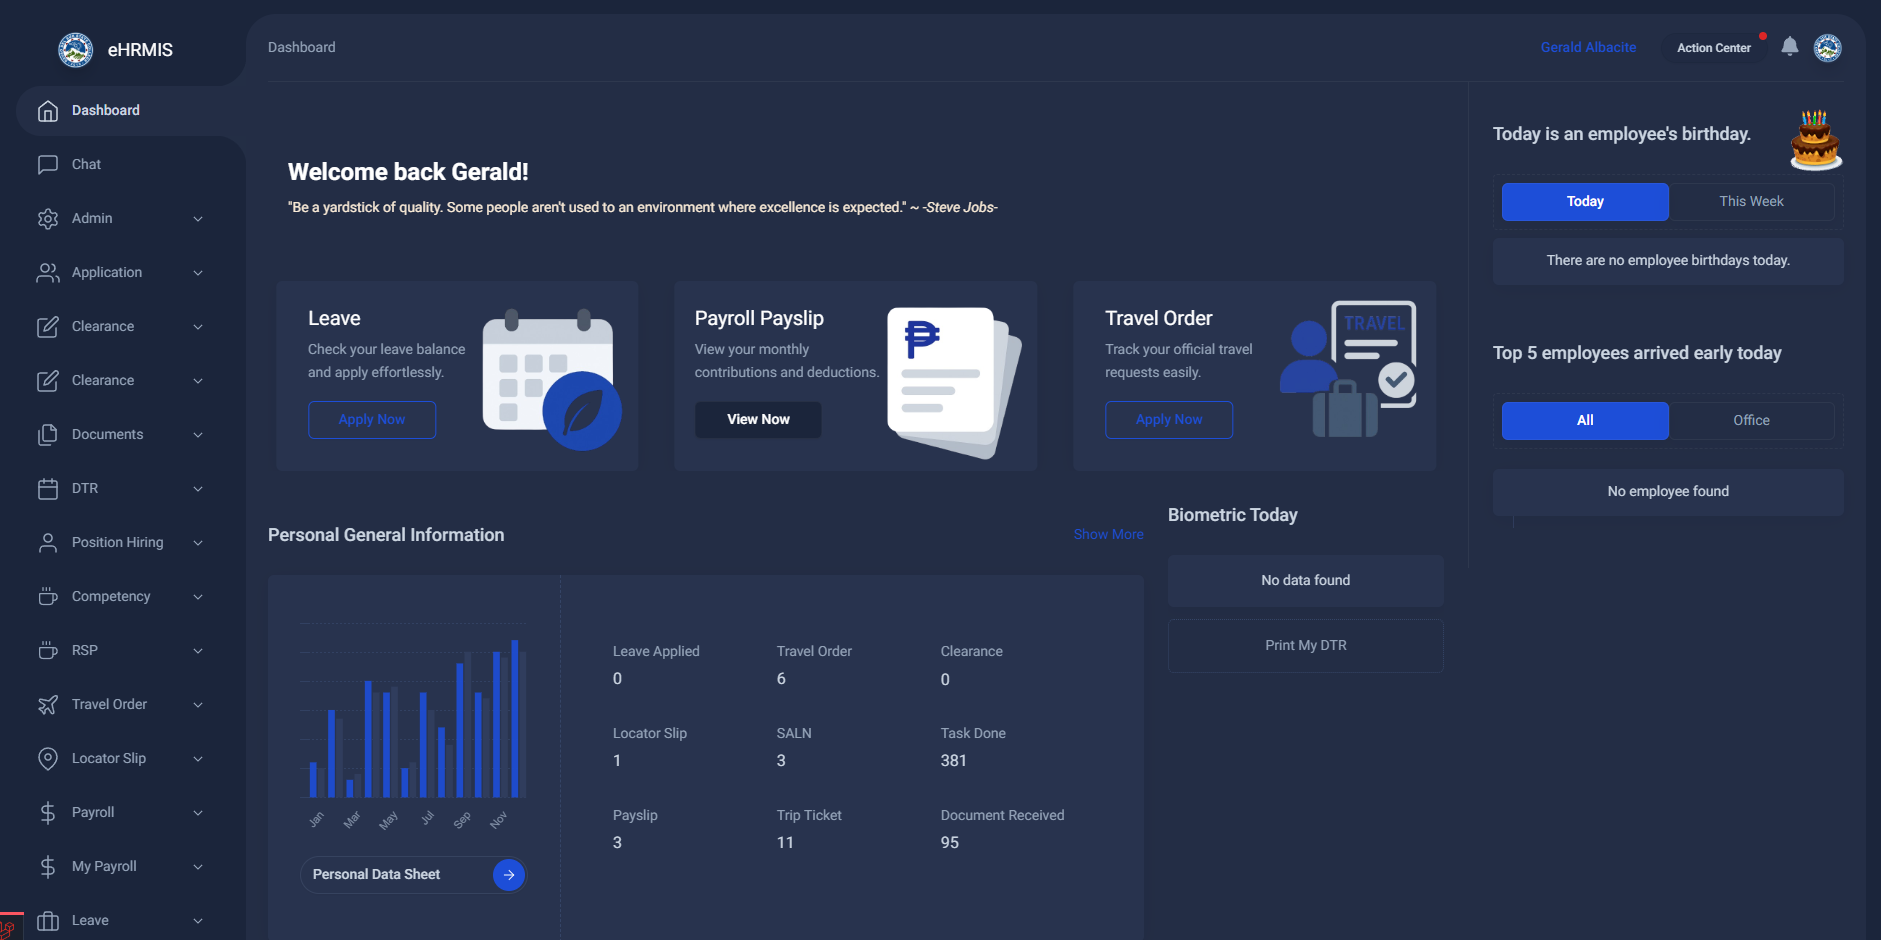 eHRMIS
Dashboard
Chat
Admin
Application
Clearance
Clearance
Documents
DTR
Position Hiring
Competency
RSP
Travel Order
Locator Slip
Payroll
My Payroll
Leave
Dashboard
Gerald Albacite
Action Center
Welcome back Gerald!
"Be a yardstick of quality. Some people aren't used to an environment where excellence is expected." ~ -Steve Jobs-
Leave
Check your leave balance
and apply effortlessly.
Apply Now
Payroll Payslip
View your monthly
contributions and deductions.
View Now
Travel Order
Track your official travel
requests easily.
Apply Now
TRAVEL
Personal General Information
Show More
Jan
Mar
May
Jul
Sep
Nov
Personal Data Sheet
Leave Applied
0
Travel Order
6
Clearance
0
Locator Slip
1
SALN
3
Task Done
381
Payslip
3
Trip Ticket
11
Document Received
95
Biometric Today
No data found
Print My DTR
Today is an employee's birthday.
Today
This Week
There are no employee birthdays today.
Top 5 employees arrived early today
All
Office
No employee found